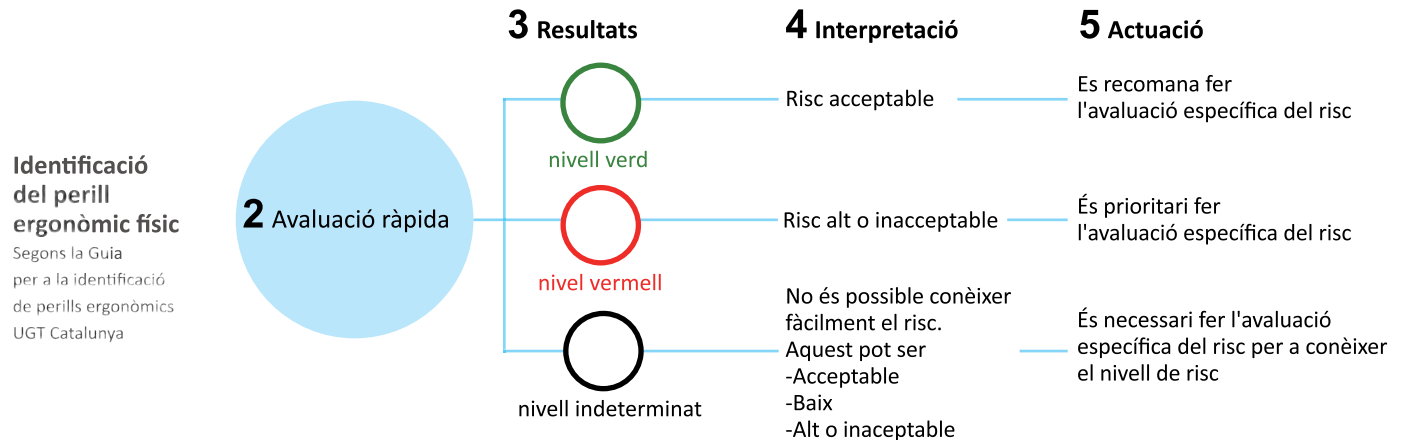 Identificació
del perill
ergonòmic físic
Segons la Guia
per a la identificació
de perills ergonòmics
UGT Catalunya
2 Avaluació ràpida
3 Resultats
nivell verd
nivel vermell
nivell indeterminat
4 Interpretació
Risc acceptable
Risc alt o inacceptable
No és possible conèixer
fàcilment el risc.
Aquest pot ser
-Acceptable
-Baix
-Alt o inaceptable
5 Actuació
Es recomana fer
l'avaluació específica del risc
És prioritari fer
l'avaluació específica del risc
És necessari fer l'avaluació
específica del risc per a conèixer
el nivell de risc